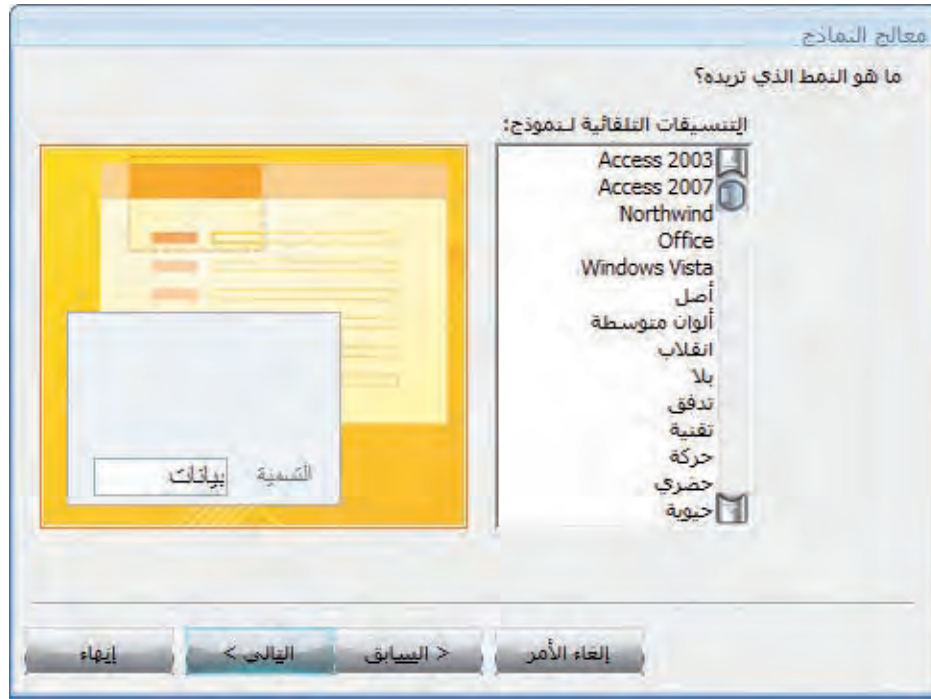 معالج النماذج
ما هو النمط الذي تريده؟
التنسيقات التلقائية لنموذج:
Access 2003
Access 2007
Northwind
Office
Windows Vista
أصل
ألوان متوسطة
انقلاب
بلا
تدفق
تقنية
حركة
حضري
حيوية
التسمية بيانات
إلغاء الأمر < السابق التالي > إنهاء